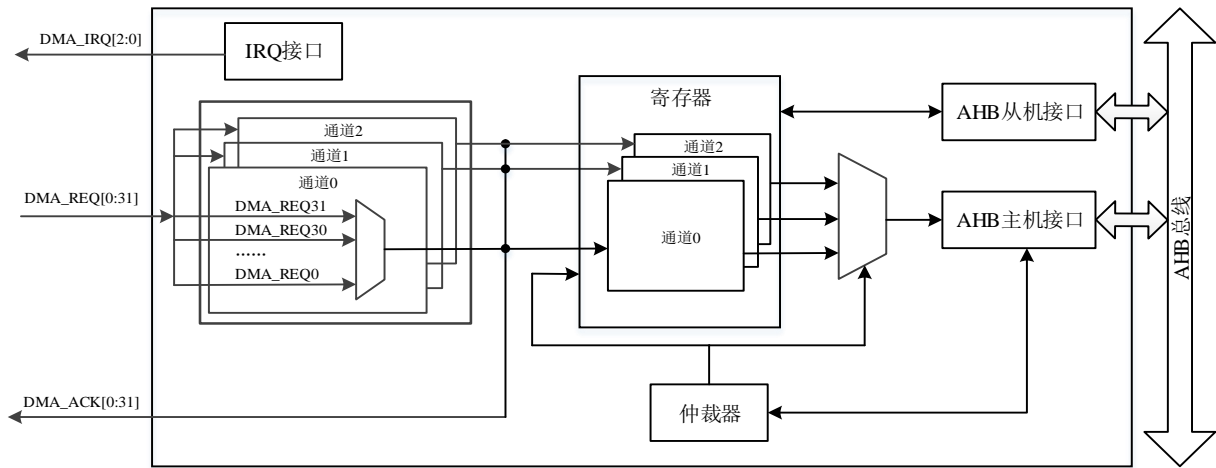 DMA_IRQ[2:0]
IRQ接口
寄存器
AHB从机接口
通道2
通道1
通道0
通道2
通道1
通道0
DMA_REQ[0:31]
DMA_REQ31
DMA_REQ30
......
DMA_REQ0
AHB主机接口
AHB总线
DMA_ACK[0:31]
仲裁器